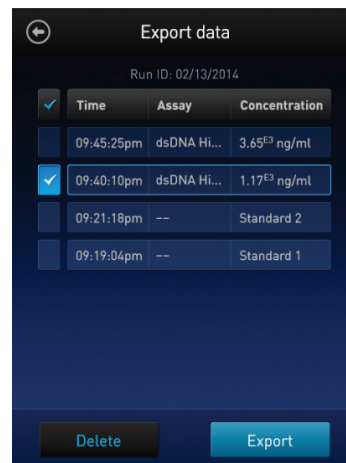 Export data
Run ID: 02/13/2014
Time Assay Concentration
09:45:25pm dsDNA Hi... 3.65ᴱ³ ng/ml
09:40:10pm dsDNA Hi... 1.17ᴱ³ ng/ml
09:21:18pm -- Standard 2
09:19:04pm -- Standard 1
Delete Export